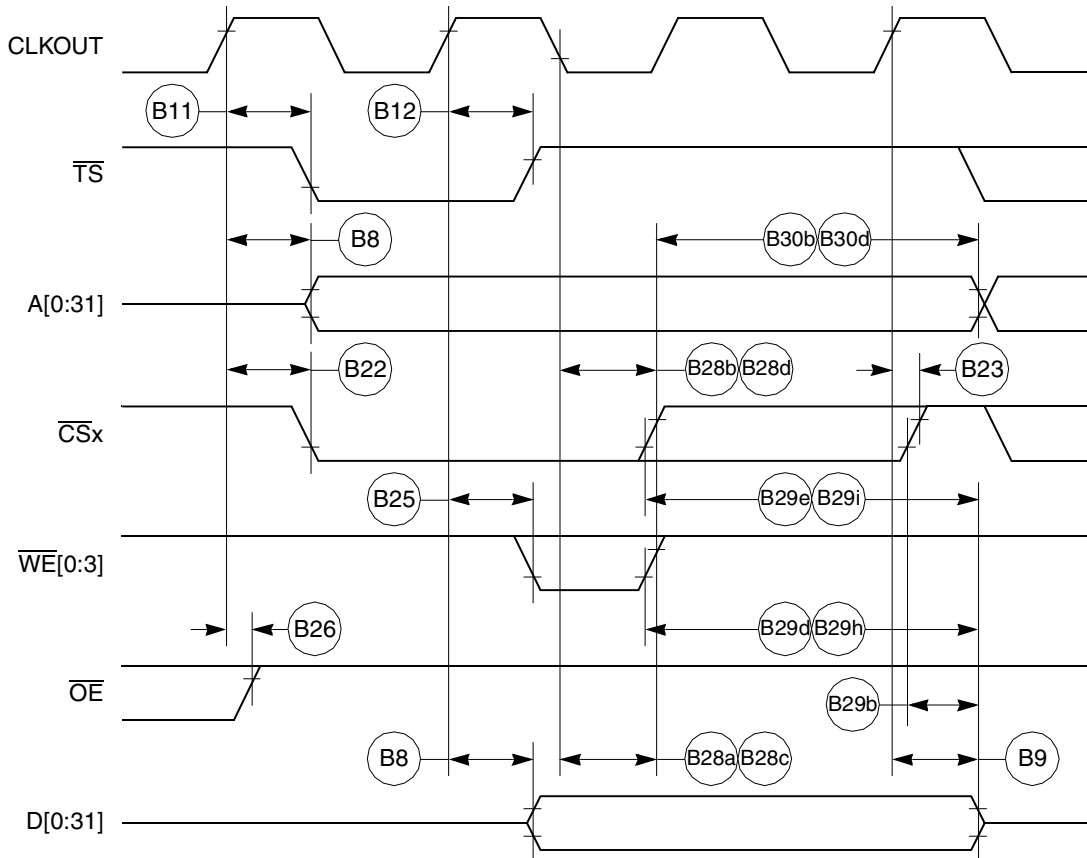 CLKOUT
B11
B12
TS
B8
B30b B30d
A[0:31]
B22
B28b B28d
B23
CSx
B25
B29e B29i
WE[0:3]
B26
B29d B29h
OE
B29b
B8
B28a B28c
B9
D[0:31]